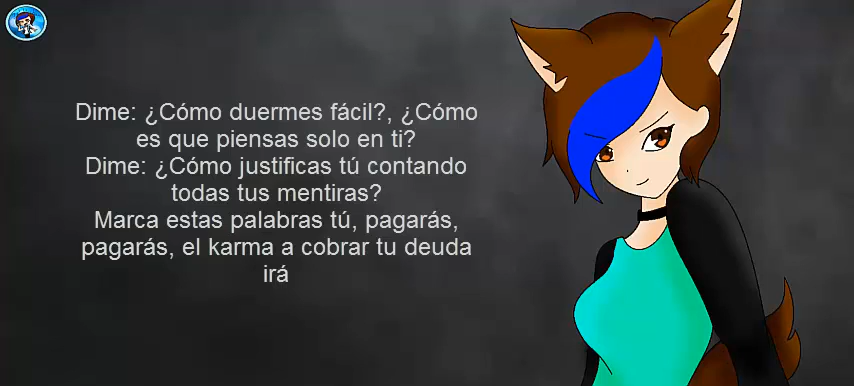 Dime: ¿Cómo duermes fácil?, ¿Cómo
es que piensas solo en ti?
Dime: ¿Cómo justificas tú contando
todas tus mentiras?
Marca estas palabras tú, pagarás,
pagarás, el karma a cobrar tu deuda
irá